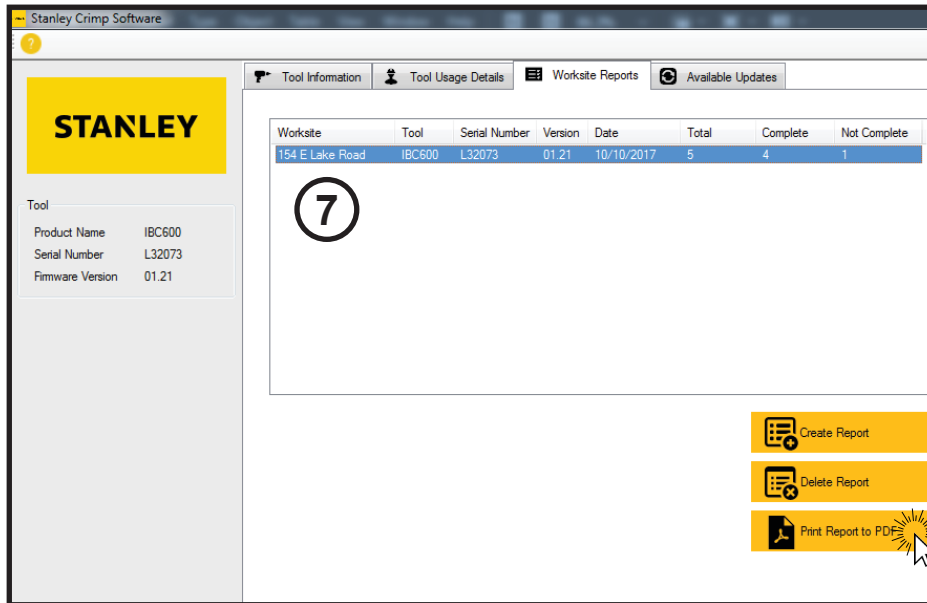 Stanley Crimp Software
?
Tool Information Tool Usage Details Worksite Reports Available Updates
STANLEY
Worksite Tool Serial Number Version Date Total Complete Not Complete
154 E Lake Road IBC600 L32073 01.21 10/10/2017 5 4 1
7
Tool
Product Name IBC600
Serial Number L32073
Firmware Version 01.21
Create Report
Delete Report
Print Report to PDF